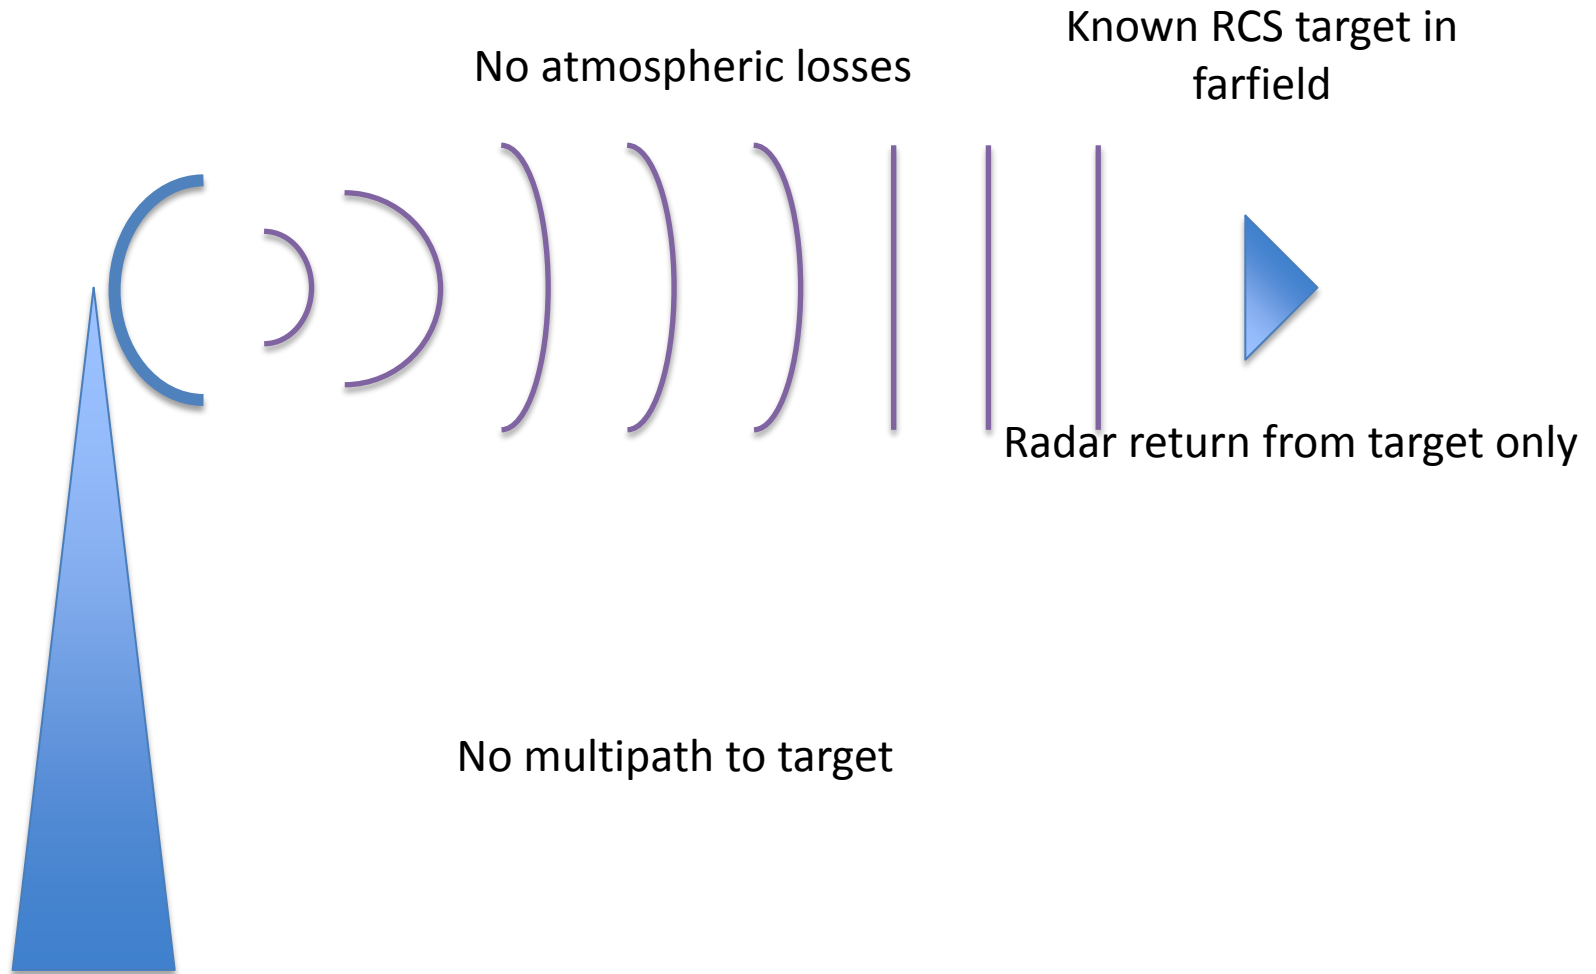 Known RCS target in
farfield
No atmospheric losses
Radar return from target only
No multipath to target